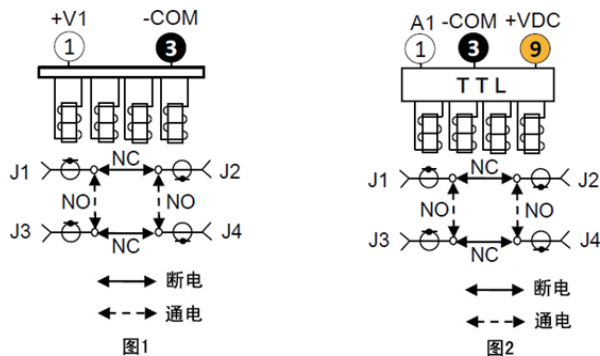 +V1 -COM
1 3
J1 NC J2
NO NO
J3 NC J4
断电
通电
图1
A1 -COM +VDC
1 3 9
TTL
J1 NC J2
NO NO
J3 NC J4
断电
通电
图2